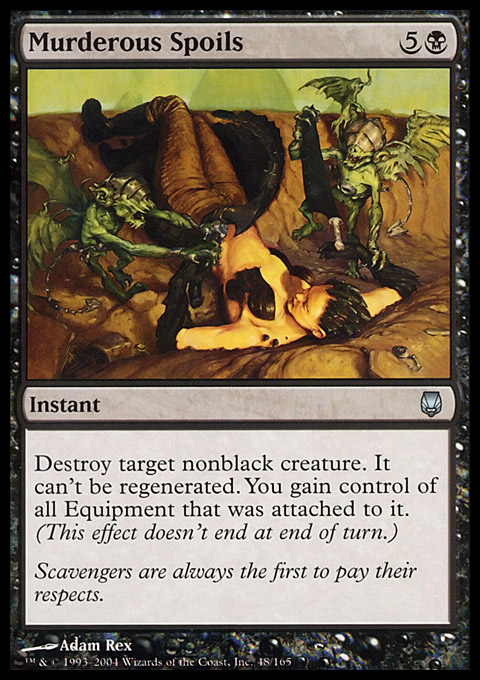 Murderous Spoils 5
Instant
Destroy target nonblack creature. It
can't be regenerated. You gain control of
all Equipment that was attached to it.
(This effect doesn't end at end of turn.)
Scavengers are always the first to pay their
respects.
Adam Rex
™ & © 1993–2004 Wizards of the Coast, Inc. 48/165